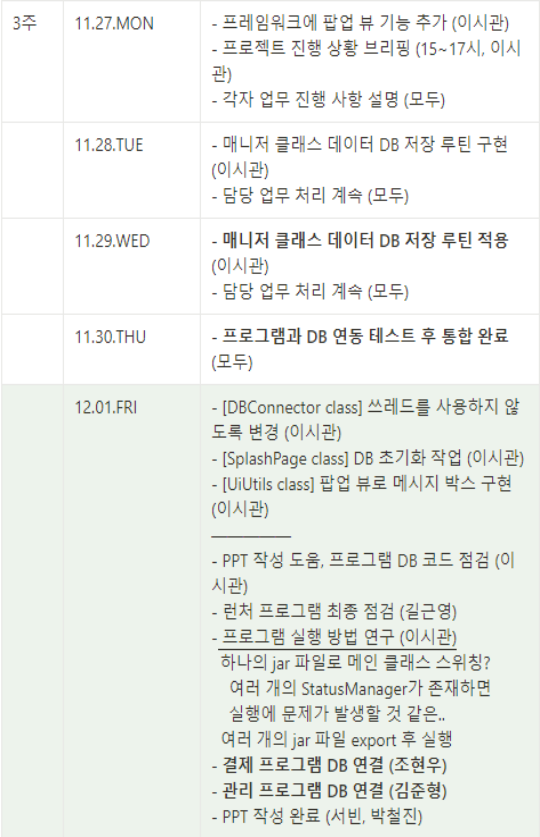 3주
11.27.MON
- 프레임워크에 팝업 뷰 기능 추가 (이시관)
- 프로젝트 진행 상황 브리핑 (15~17시, 이시
관)
- 각자 업무 진행 사항 설명 (모두)
11.28.TUE
- 매니저 클래스 데이터 DB 저장 루틴 구현
(이시관)
- 담당 업무 처리 계속 (모두)
11.29.WED
- 매니저 클래스 데이터 DB 저장 루틴 적용
(이시관)
- 담당 업무 처리 계속 (모두)
11.30.THU
- 프로그램과 DB 연동 테스트 후 통합 완료
(모두)
12.01.FRI
- [DBConnector class] 쓰레드를 사용하지 않
도록 변경 (이시관)
- [SplashPage class] DB 초기화 작업 (이시관)
- [UiUtils class] 팝업 뷰로 메시지 박스 구현
(이시관)
- PPT 작성 도움, 프로그램 DB 코드 점검 (이
시관)
- 런처 프로그램 최종 점검 (길근영)
- 프로그램 실행 방법 연구 (이시관)
하나의 jar 파일로 메인 클래스 스위칭?
여러 개의 StatusManager가 존재하면
실행에 문제가 발생할 것 같은..
여러 개의 jar 파일 export 후 실행
- 결제 프로그램 DB 연결 (조현우)
- 관리 프로그램 DB 연결 (김준형)
- PPT 작성 완료 (서빈, 박철진)